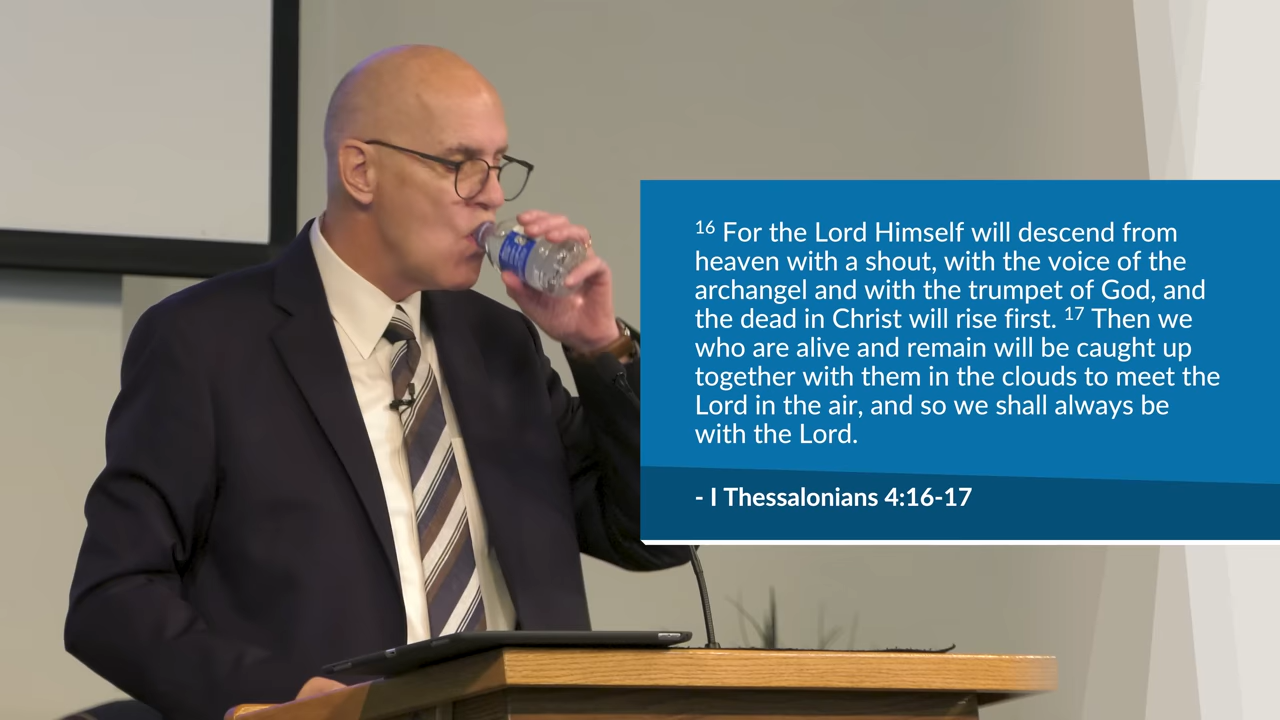 16 For the Lord Himself will descend from
heaven with a shout, with the voice of the
archangel and with the trumpet of God, and
the dead in Christ will rise first. 17 Then we
who are alive and remain will be caught up
together with them in the clouds to meet the
Lord in the air, and so we shall always be
with the Lord.
- I Thessalonians 4:16-17